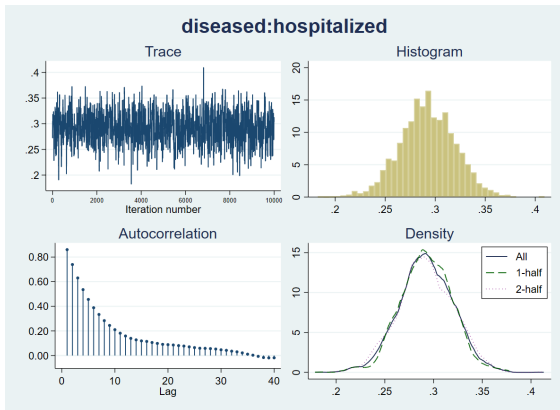 diseased:hospitalized
Trace
.4
.35
.3
.25
.2
0 2000 4000 6000 8000 10000
Iteration number
Histogram
20
15
10
5
0
.2 .25 .3 .35 .4
Autocorrelation
0.80
0.60
0.40
0.20
0.00
0 10 20 30 40
Lag
Density
All
1-half
2-half
15
10
5
0
.2 .25 .3 .35 .4